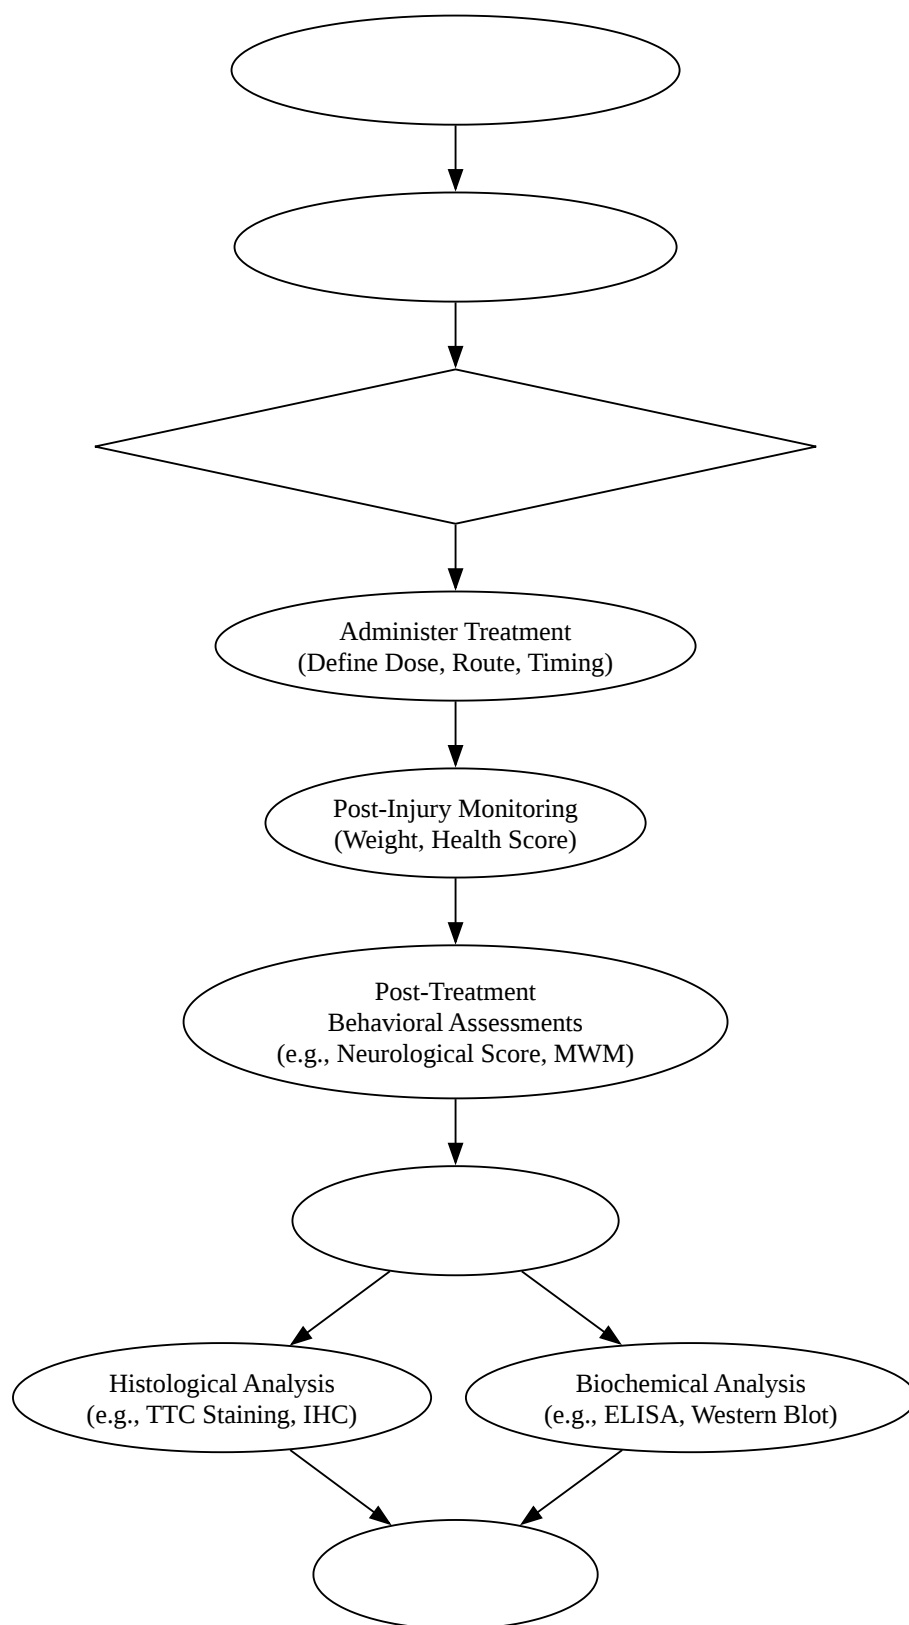 Administer Treatment
(Define Dose, Route, Timing)
Post-Injury Monitoring
(Weight, Health Score)
Post-Treatment
Behavioral Assessments
(e.g., Neurological Score, MWM)
Histological Analysis
(e.g., TTC Staining, IHC)
Biochemical Analysis
(e.g., ELISA, Western Blot)